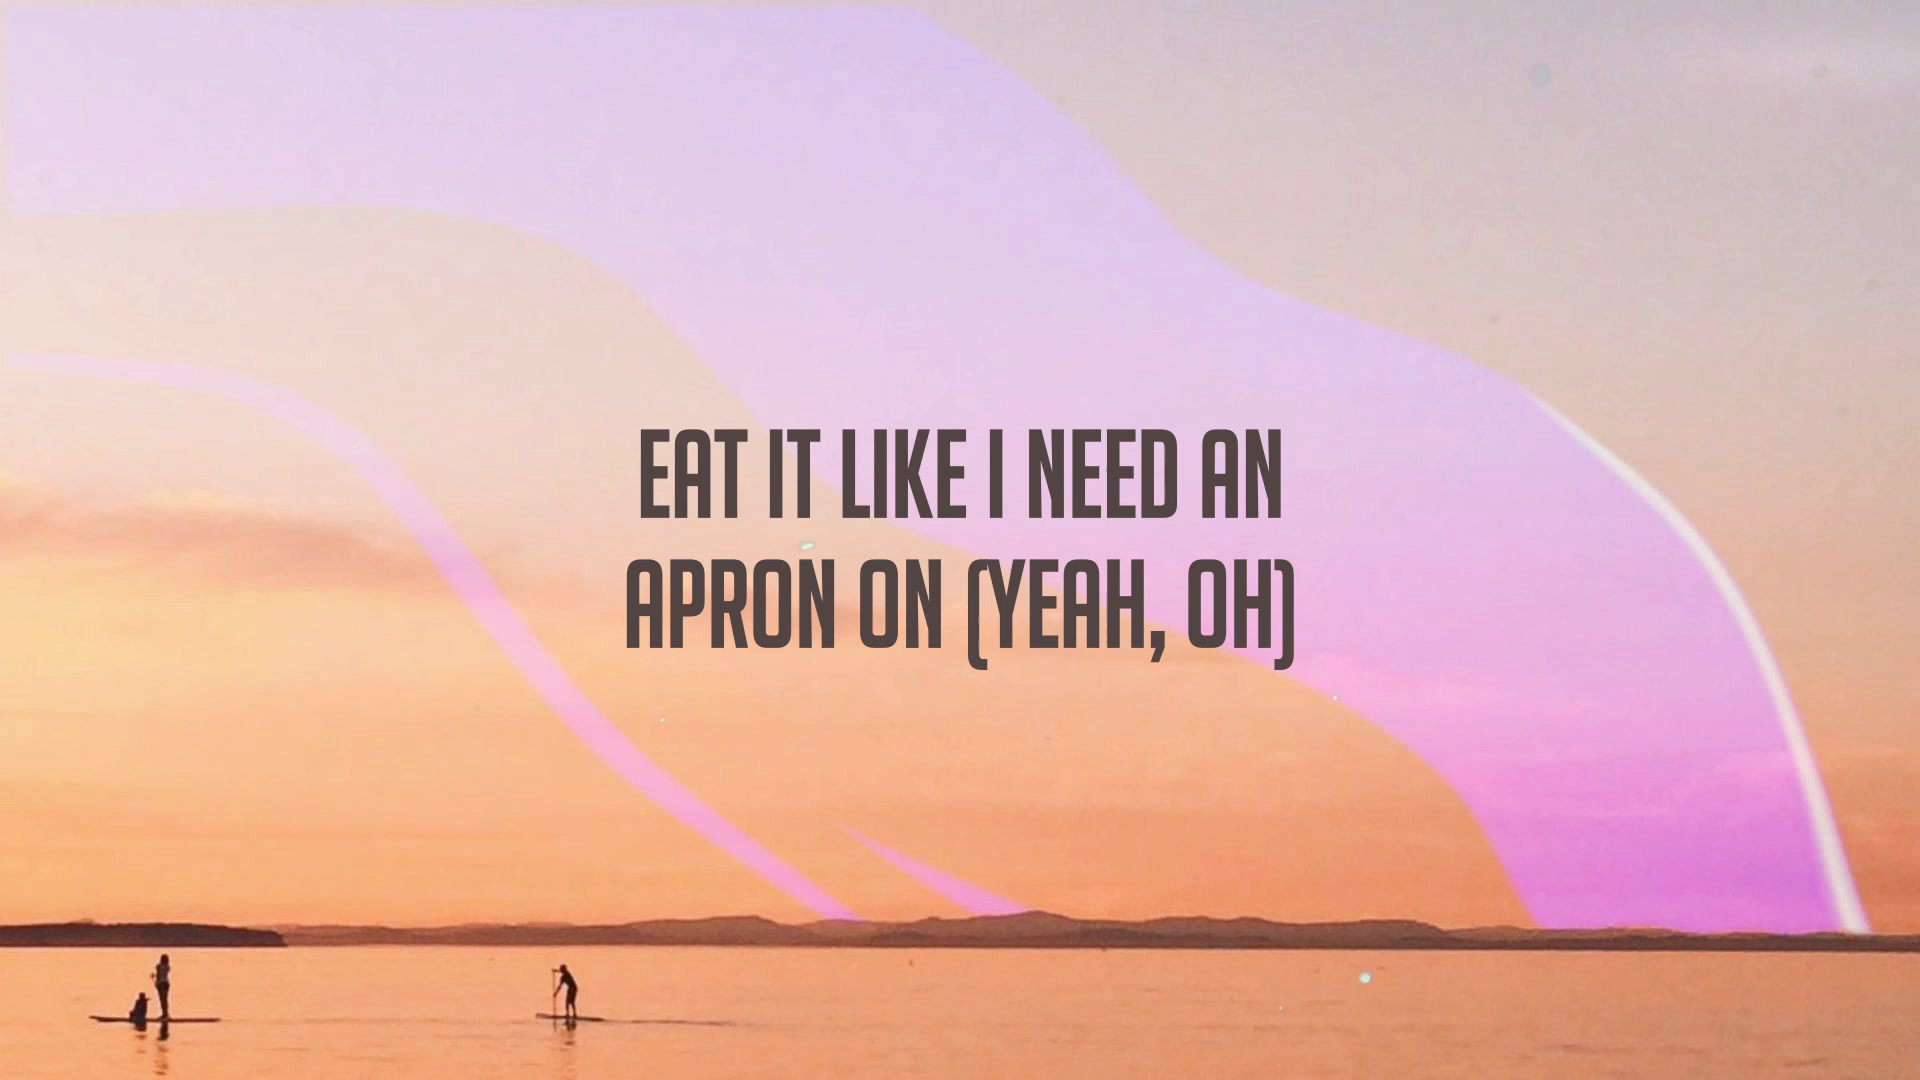 EAT IT LIKE I NEED AN
APRON ON (YEAH, OH)